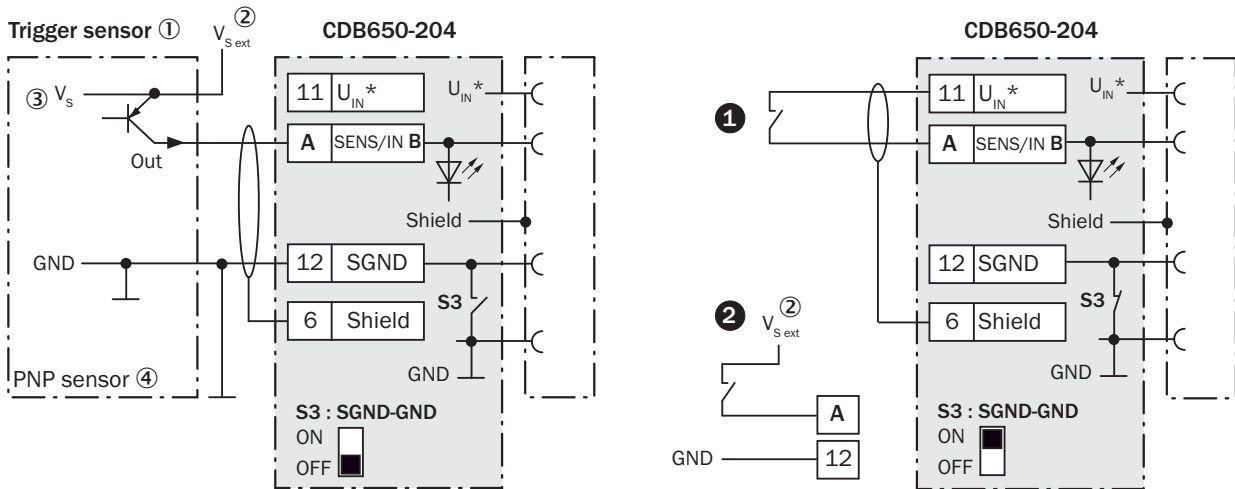 Trigger sensor ①
V_S ext ②
CDB650-204
③ V_S
11 U_IN*
U_IN*
A SENS/IN B
Out
Shield
GND
12 SGND
S3
6 Shield
GND
PNP sensor ④
S3 : SGND-GND
ON
OFF
CDB650-204
❶
11 U_IN*
U_IN*
A SENS/IN B
Shield
12 SGND
S3
6 Shield
GND
S3 : SGND-GND
ON
OFF
❷
V_S ext ②
A
GND
12